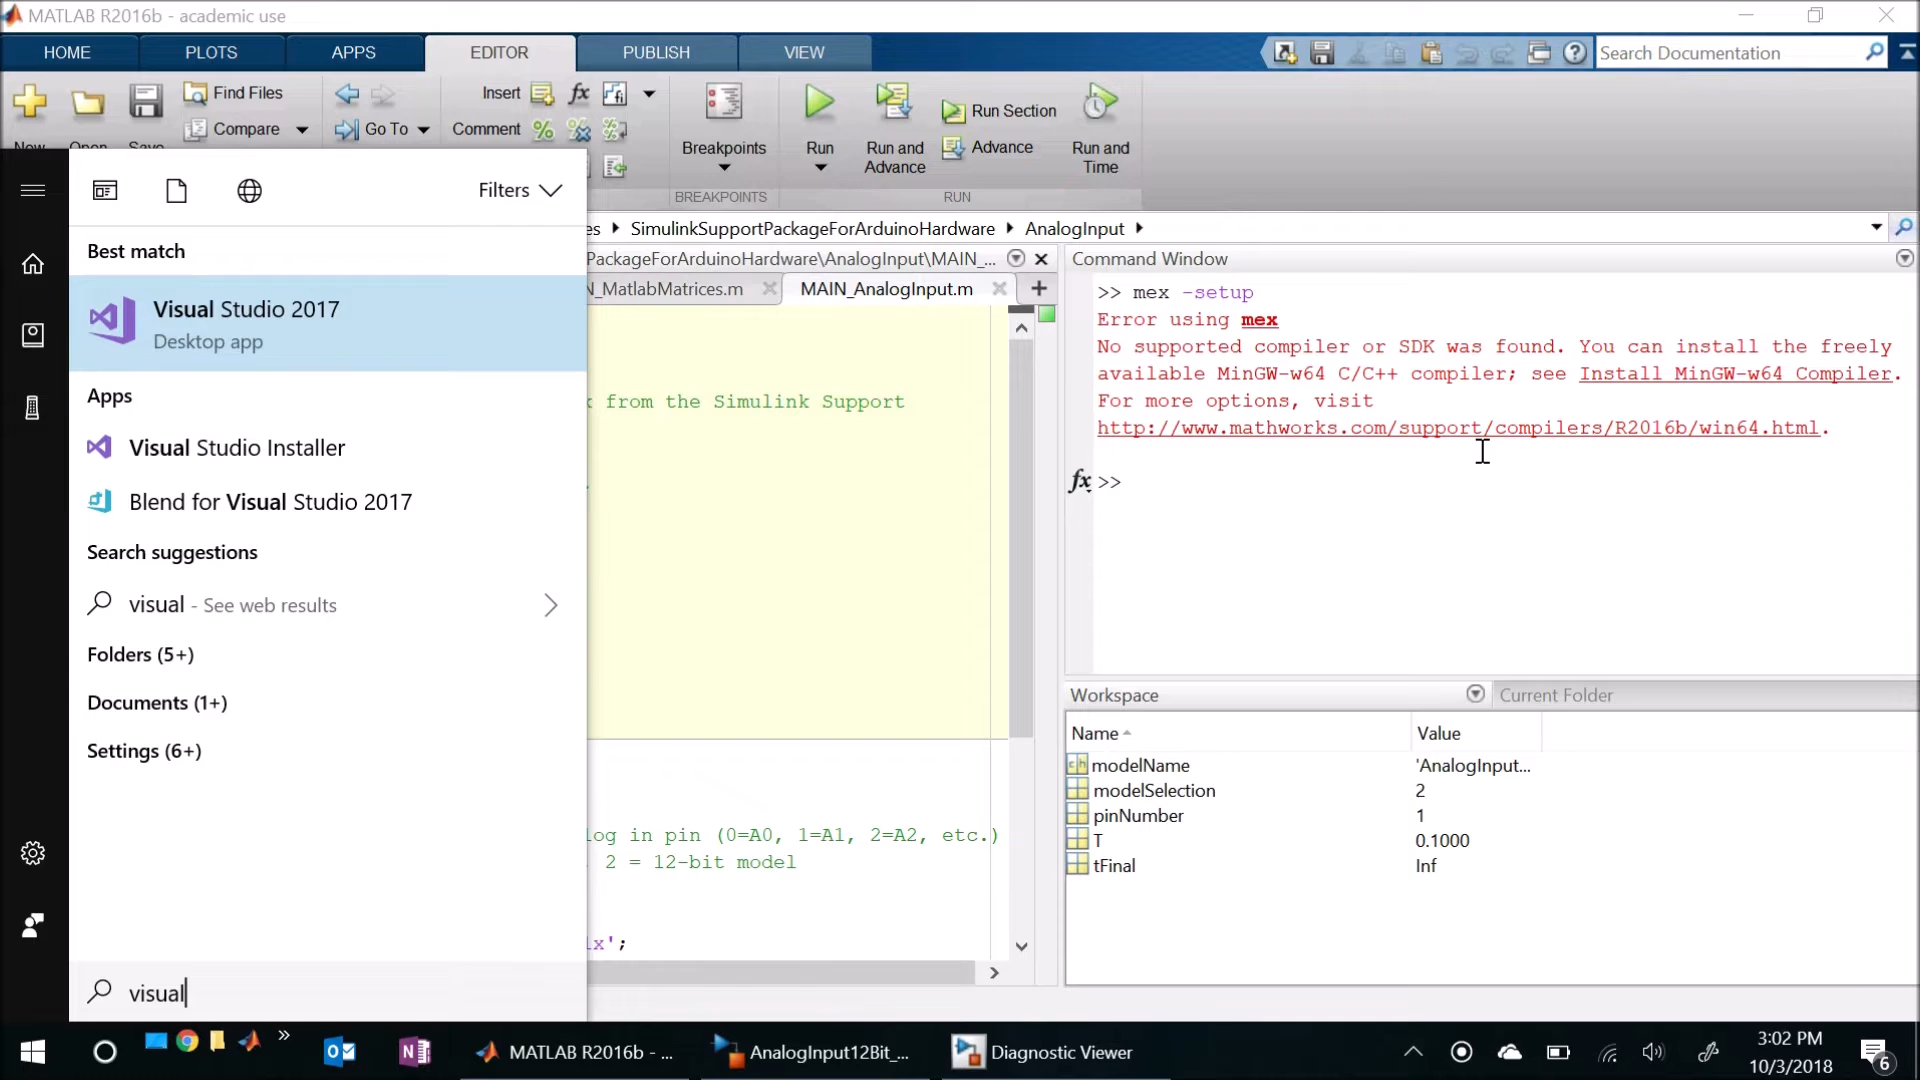 MATLAB R2016b - academic use
HOME
PLOTS
APPS
EDITOR
PUBLISH
VIEW
Search Documentation
Find Files
Compare
Go To
Insert
fx
Comment
Breakpoints
Run
Run and
Advance
Run Section
Advance
Run and
Time
New
Open
Save
BREAKPOINTS
RUN
es
SimulinkSupportPackageForArduinoHardware
AnalogInput
PackageForArduinoHardware\AnalogInput\MAIN_...
N_MatlabMatrices.m
MAIN_AnalogInput.m
Filters
Best match
Visual Studio 2017
Desktop app
Apps
Visual Studio Installer
Blend for Visual Studio 2017
Search suggestions
visual - See web results
Folders (5+)
Documents (1+)
Settings (6+)
visual
from the Simulink Support
log in pin (0=A0, 1=A1, 2=A2, etc.)
2 = 12-bit model
lx';
Command Window
>> mex -setup
Error using mex
No supported compiler or SDK was found. You can install the freely
available MinGW-w64 C/C++ compiler; see Install MinGW-w64 Compiler.
For more options, visit
http://www.mathworks.com/support/compilers/R2016b/win64.html.
fx >>
Workspace
Current Folder
Name
Value
modelName
'AnalogInput...
modelSelection
2
pinNumber
1
T
0.1000
tFinal
Inf
MATLAB R2016b - ...
AnalogInput12Bit_...
Diagnostic Viewer
3:02 PM
10/3/2018
6